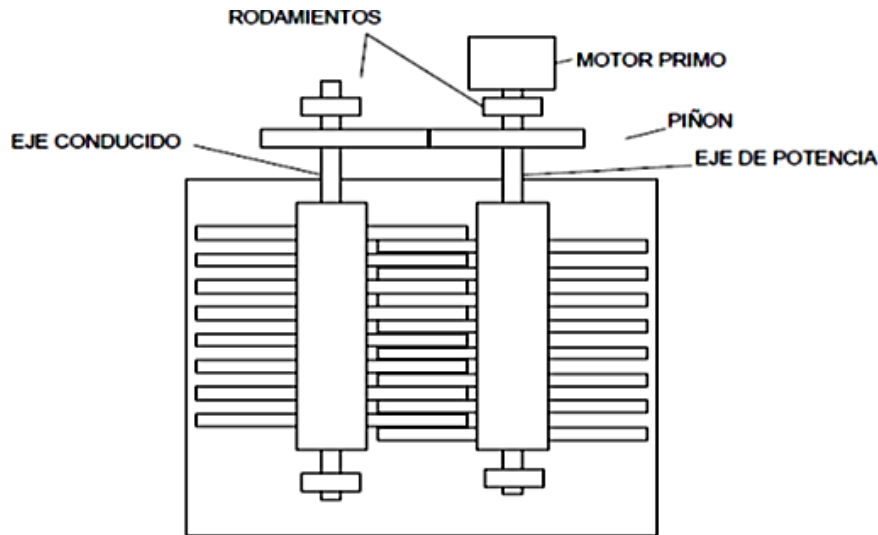 RODAMIENTOS
MOTOR PRIMO
PIÑON
EJE CONDUCIDO
EJE DE POTENCIA